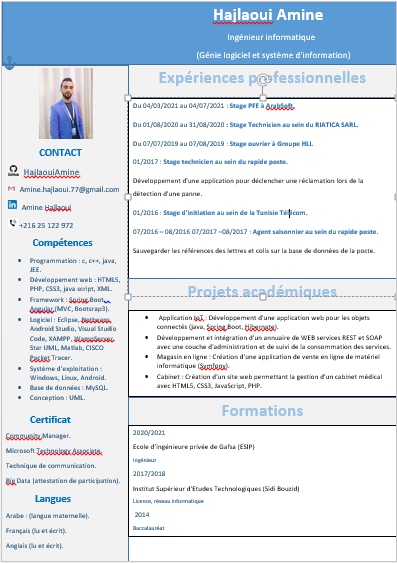 Hajlaoui Amine
Ingénieur informatique
(Génie logiciel et système d'information)
CONTACT
HajlaouiAmine
Amine.hajlaoui.77@gmail.com
Amine Hajlaoui
+216 25 122 972
Compétences
Programmation : c, c++, java,
JEE.
Développement web : HTML5,
PHP, CSS3, java script, XML.
Framework : Spring Boot,
Angular (MVC, Bootstrap3).
Logiciel : Eclipse, Netbeans,
Android Studio, Visual Studio
Code, XAMPP, WampServer,
Star UML, Matlab, CISCO
Packet Tracer.
Système d'exploitation :
Windows, Linux, Android.
Base de données : MySQL.
Conception : UML.
Certificat
Community Manager.
Microsoft Technology Associate.
Technique de communication.
Big Data (attestation de participation).
Langues
Arabe : (langue maternelle).
Français (lu et écrit).
Anglais (lu et écrit).
Expériences professionnelles
Du 04/03/2021 au 04/07/2021 : Stage PFE à ArabSoft.
Du 01/08/2020 au 31/08/2020 : Stage Technicien au sein du RIATICA SARL.
Du 07/07/2019 au 07/08/2019 : Stage ouvrier à Groupe HLI.
01/2017 : Stage technicien au sein du rapide poste.
Développement d'une application pour déclencher une réclamation lors de la
détection d'une panne.
01/2016 : Stage d'initiation au sein de la Tunisie Télécom.
07/2016 – 08/2016 07/2017 –08/2017 : Agent saisonnier au sein du rapide poste.
Sauvegarder les références des lettres et colis sur la base de données de la poste.
Projets académiques
Application IoT : Développement d'une application web pour les objets
connectés (java, Spring Boot, Hibernate).
Développement et intégration d'un annuaire de WEB services REST et SOAP
avec une couche d'administration et de suivi de la consommation des services.
Magasin en ligne : Création d'une application de vente en ligne de matériel
informatique (Symfony).
Cabinet : Création d'un site web permettant la gestion d'un cabinet médical
avec HTML5, CSS3, JavaScript, PHP.
Formations
2020/2021
Ecole d'ingénieure privée de Gafsa (ESIP)
Ingénieur
2017/2018
Institut Supérieur d'Etudes Technologiques (Sidi Bouzid)
Licence, réseau informatique
2014
Baccalauréat